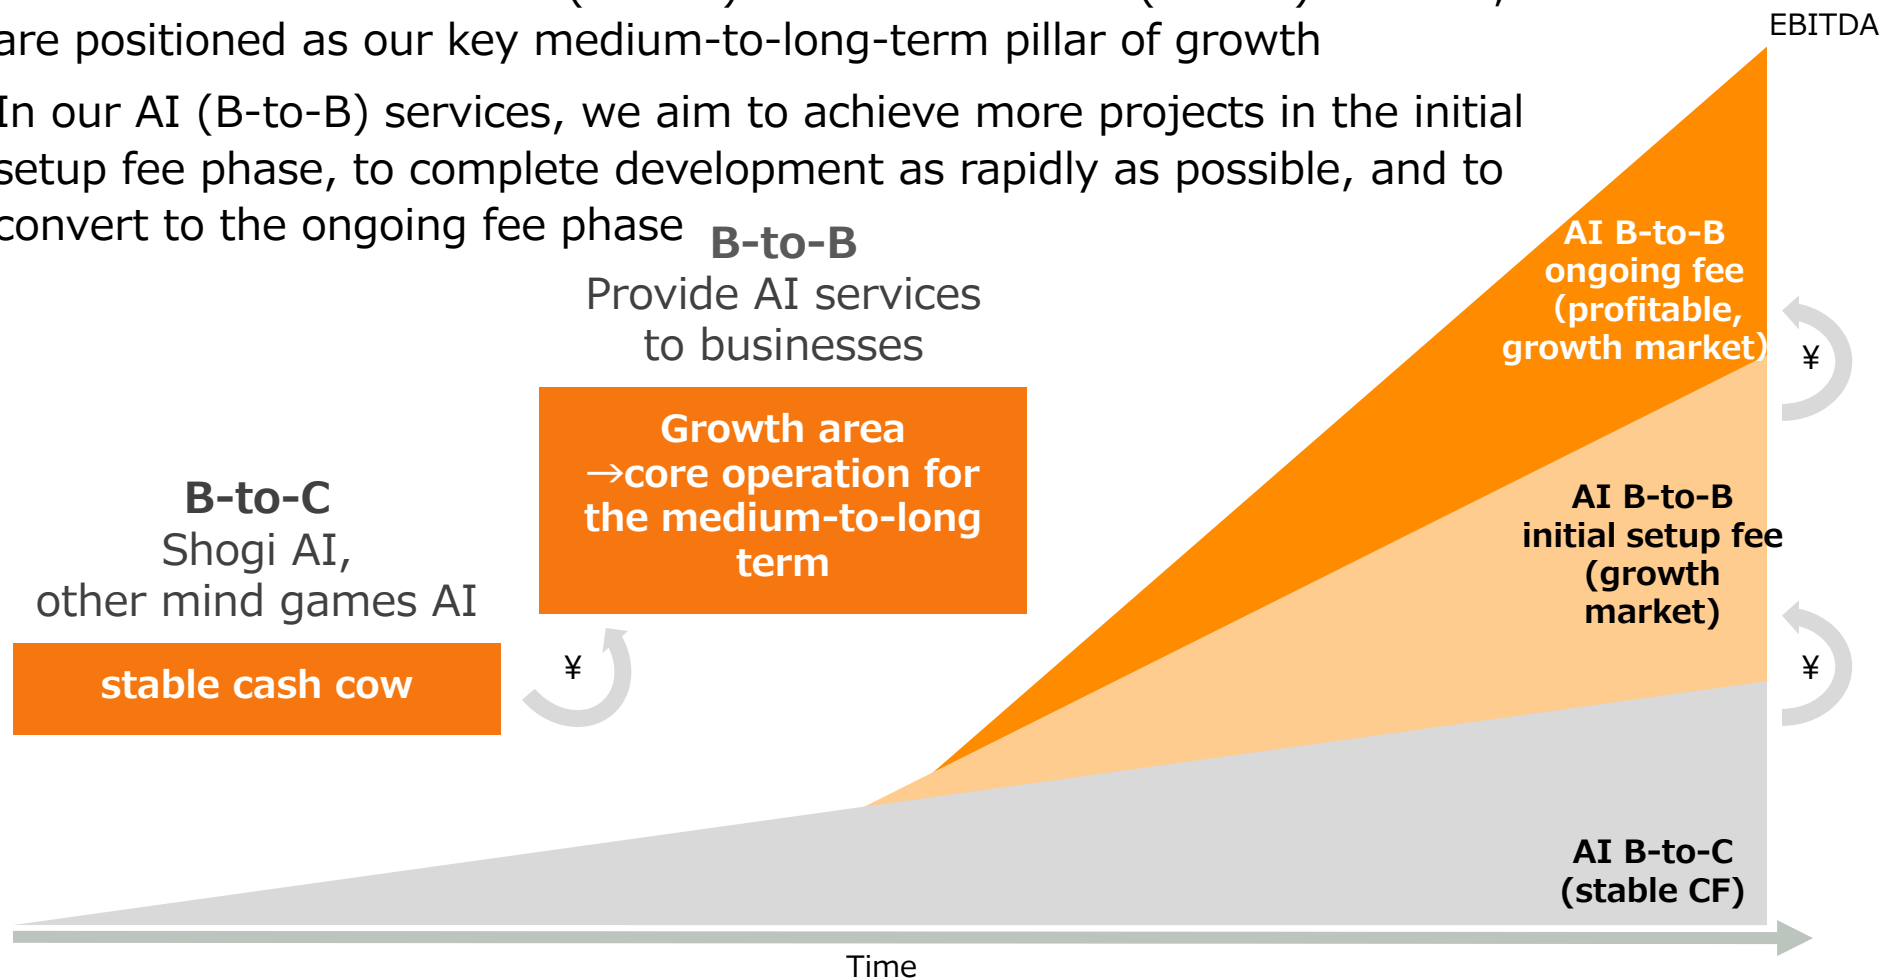 are positioned as our key medium-to-long-term pillar of growth
In our AI (B-to-B) services, we aim to achieve more projects in the initial
setup fee phase, to complete development as rapidly as possible, and to
convert to the ongoing fee phase
B-to-B
Provide AI services
to businesses
Growth area
→core operation for
the medium-to-long
term
B-to-C
Shogi AI,
other mind games AI
stable cash cow
¥
EBITDA
AI B-to-B
ongoing fee
(profitable,
growth market)
¥
AI B-to-B
initial setup fee
(growth
market)
¥
AI B-to-C
(stable CF)
Time